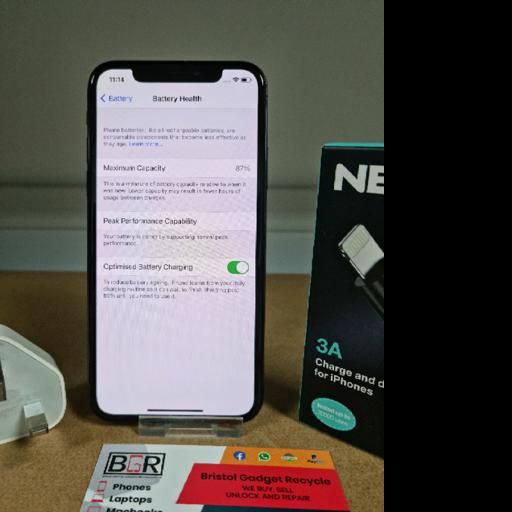 11:14
Battery
Battery Health
Phone batteries, like all rechargeable batteries, are
consumable components that become less effective as
they age. Learn more...
Maximum Capacity 87%
This is a measure of battery capacity relative to when it
was new. Lower capacity may result in fewer hours of
usage between charges.
Peak Performance Capability
Your battery is currently supporting normal peak
performance.
Optimised Battery Charging
To reduce battery ageing, iPhone learns from your daily
charging routine so it can wait to finish charging past
80% until you need to use it.
NE
3A
Charge and d
for iPhones
BGR
Phones
Laptops
Macbooks
Bristol Gadget Recycle
WE BUY, SELL
UNLOCK AND REPAIR
PayPal